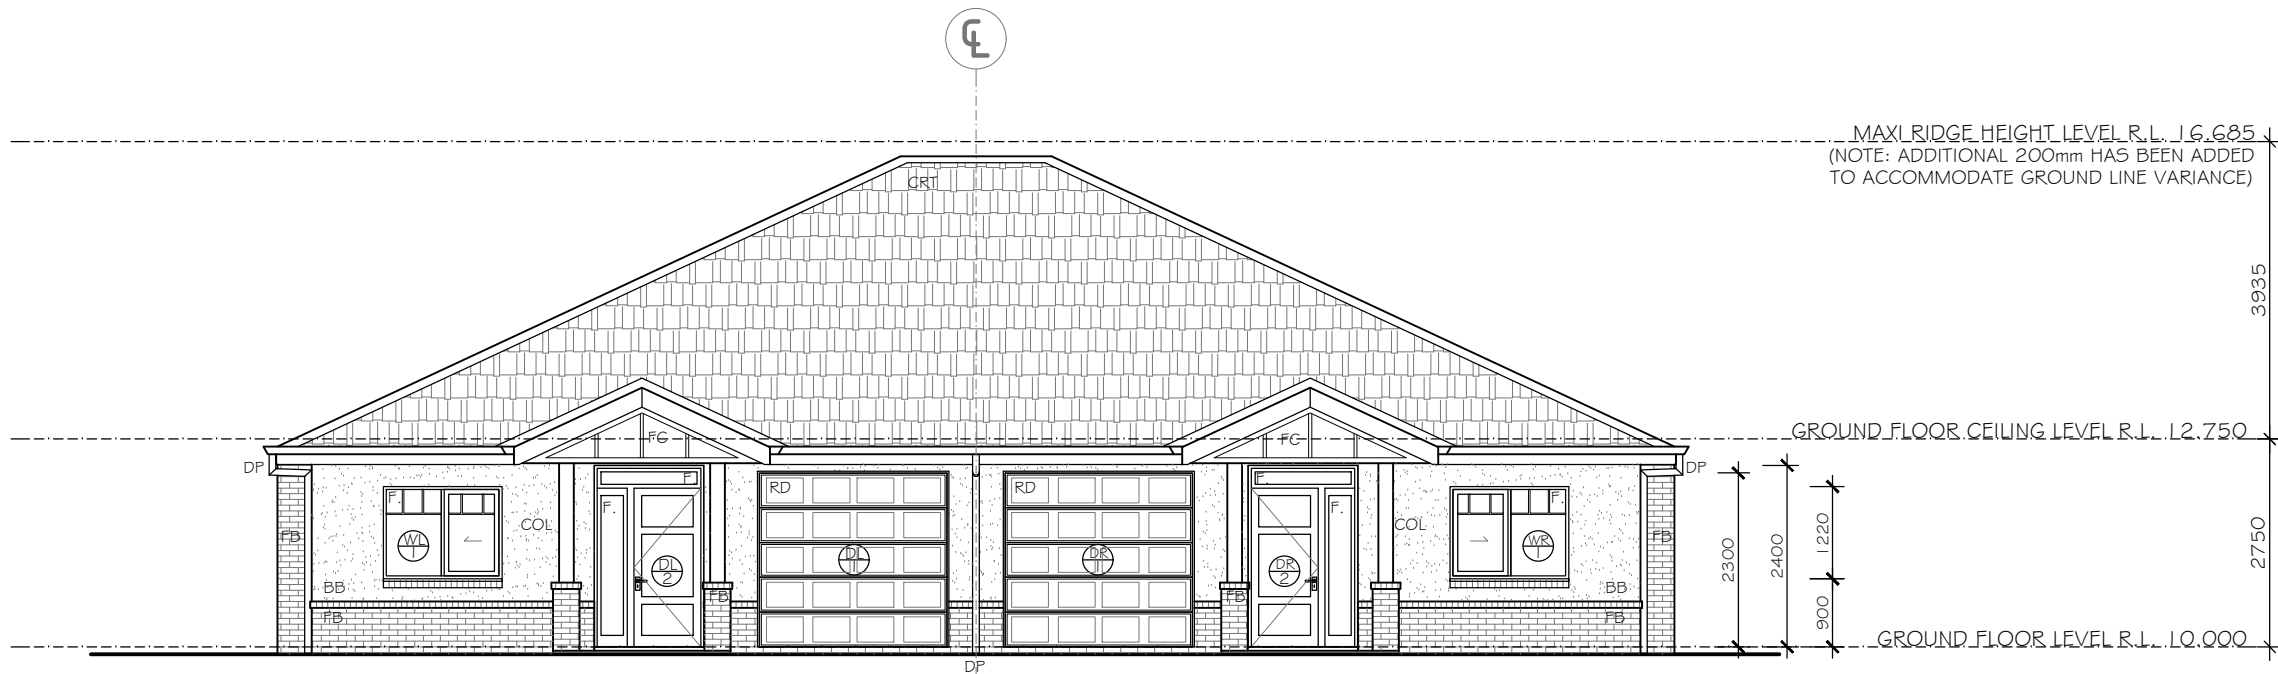 CL
MAXI RIDGE HEIGHT LEVEL R.L. 16.685
(NOTE: ADDITIONAL 200mm HAS BEEN ADDED
TO ACCOMMODATE GROUND LINE VARIANCE)
CRT
3935
GROUND FLOOR CEILING LEVEL R.L. 12.750
FC
FC
DP
DP
F.
F.
RD
RD
F.
F.
F.
F.
COL
COL
FB
WL
1
DL
2
DL
1
DR
1
DR
2
WR
1
FB
2300
2400
1220
2750
BB
FB
FB
FB
BB
FB
900
GROUND FLOOR LEVEL R.L. 10.000
DP